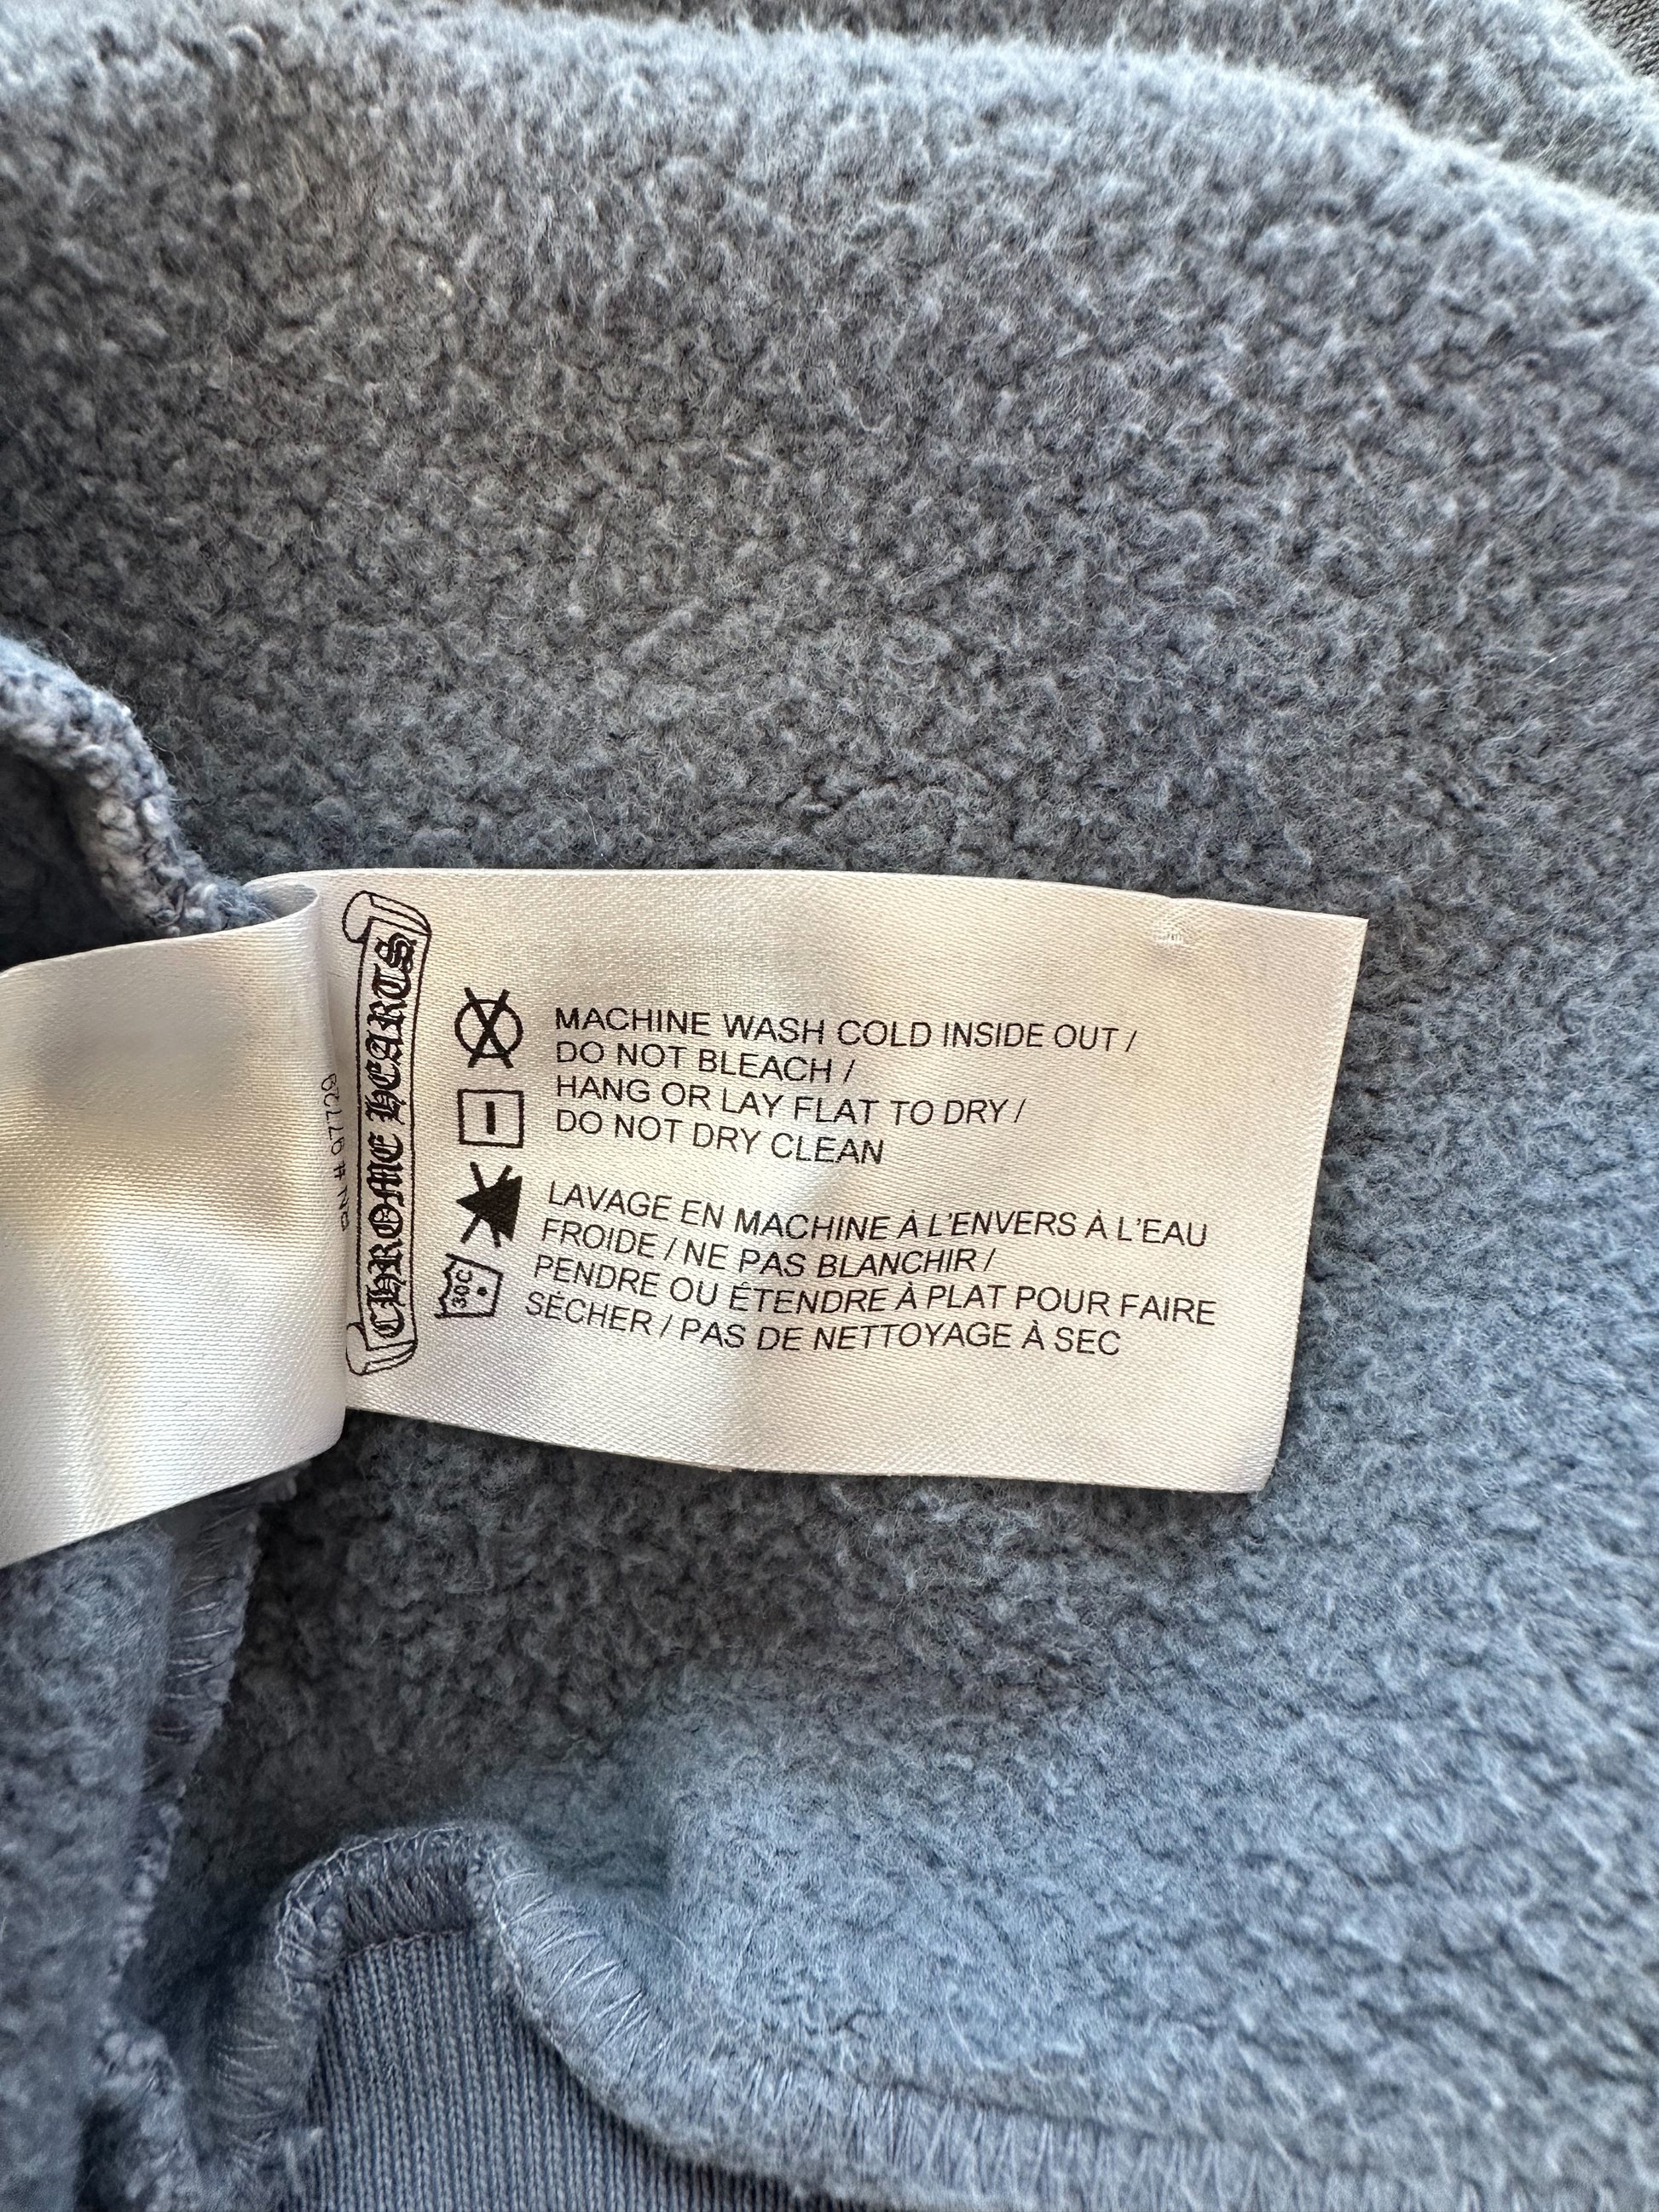 CHROME HEARTS
RN # 97729
MACHINE WASH COLD INSIDE OUT /
DO NOT BLEACH /
HANG OR LAY FLAT TO DRY /
DO NOT DRY CLEAN
LAVAGE EN MACHINE À L'ENVERS À L'EAU
FROIDE / NE PAS BLANCHIR /
PENDRE OU ÉTENDRE À PLAT POUR FAIRE
SÉCHER / PAS DE NETTOYAGE À SEC
30C